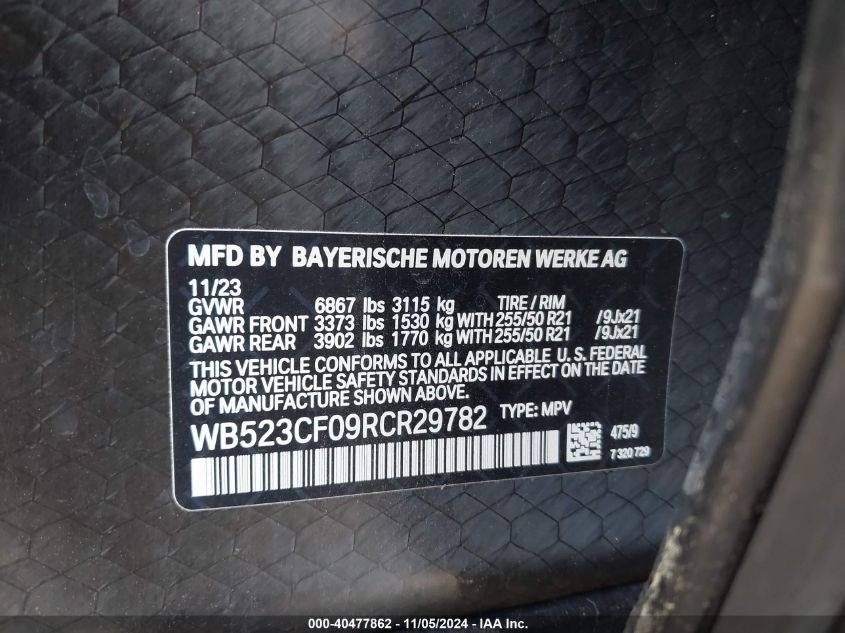 MFD BY BAYERISCHE MOTOREN WERKE AG
11/23
GVWR 6867 lbs 3115 kg TIRE / RIM
GAWR FRONT 3373 lbs 1530 kg WITH 255/50 R21 /9Jx21
GAWR REAR 3902 lbs 1770 kg WITH 255/50 R21 /9Jx21
THIS VEHICLE CONFORMS TO ALL APPLICABLE U.S. FEDERAL
MOTOR VEHICLE SAFETY STANDARDS IN EFFECT ON THE DATE
OF MANUFACTURE SHOWN ABOVE.
WB523CF09RCR29782 TYPE: MPV
475/9
7 320 729
000-40477862 - 11/05/2024 - IAA Inc.